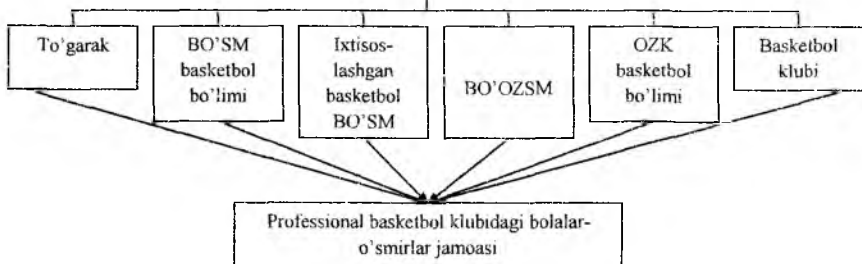 To'garak
BO'SM
basketbol
bo'limi
Ixtisos-
lashgan
basketbol
BO'SM
BO'OZSM
OZK
basketbol
bo'limi
Basketbol
klubi
Professional basketbol klubidagi bolalar-
o'smirlar jamoasi